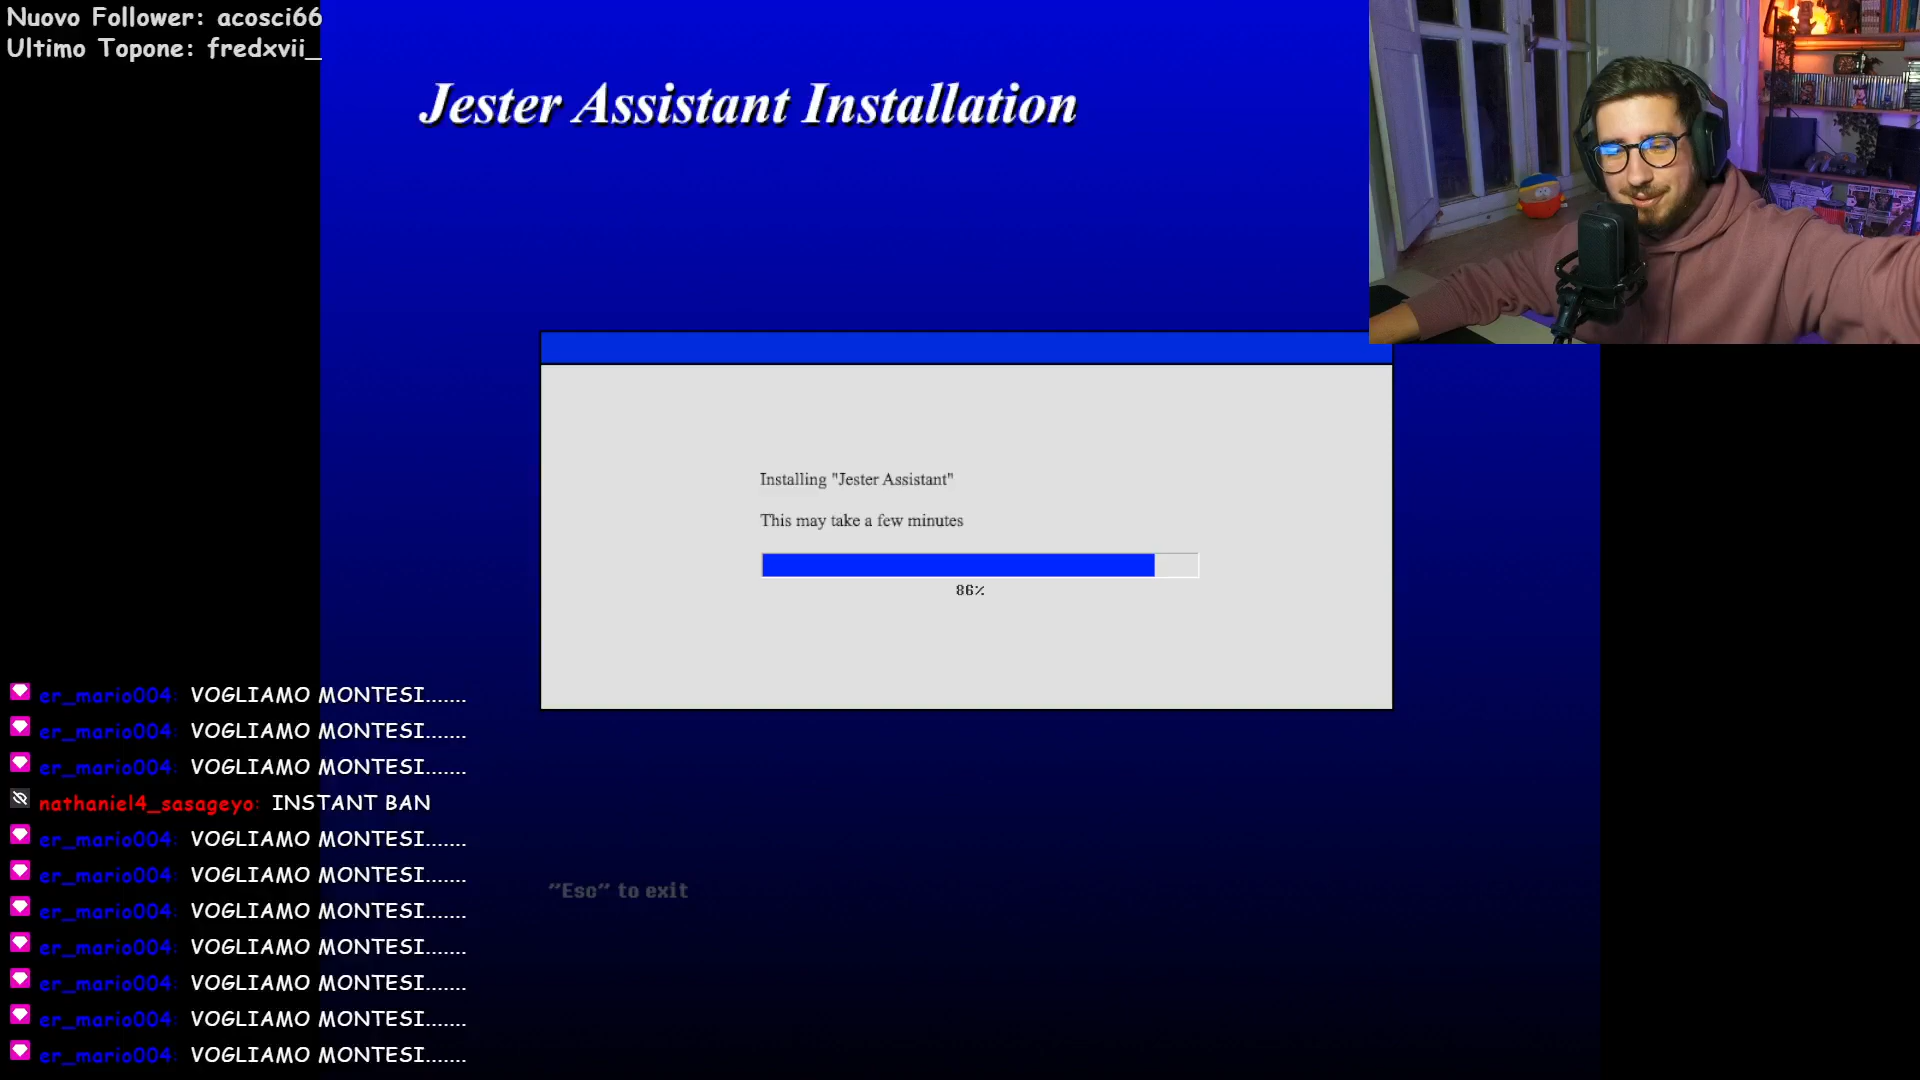 Nuovo Follower: acosci66
Ultimo Topone: fredxvii_
Jester Assistant Installation
Installing "Jester Assistant"
This may take a few minutes
86%
er_mario004: VOGLIAMO MONTESI.......
er_mario004: VOGLIAMO MONTESI.......
er_mario004: VOGLIAMO MONTESI.......
nathaniel4_sasageyo: INSTANT BAN
er_mario004: VOGLIAMO MONTESI.......
er_mario004: VOGLIAMO MONTESI.......
er_mario004: VOGLIAMO MONTESI.......
er_mario004: VOGLIAMO MONTESI.......
er_mario004: VOGLIAMO MONTESI.......
er_mario004: VOGLIAMO MONTESI.......
er_mario004: VOGLIAMO MONTESI.......
"Esc" to exit